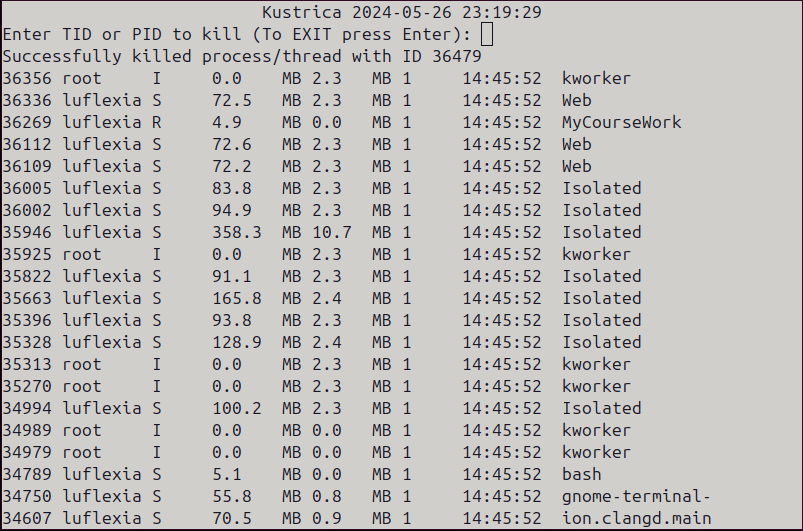 Kustrica 2024-05-26 23:19:29
Enter TID or PID to kill (To EXIT press Enter):
Successfully killed process/thread with ID 36479
36356 root I 0.0 MB 2.3 MB 1 14:45:52 kworker
36336 luflexia S 72.5 MB 2.3 MB 1 14:45:52 Web
36269 luflexia R 4.9 MB 0.0 MB 1 14:45:52 MyCourseWork
36112 luflexia S 72.6 MB 2.3 MB 1 14:45:52 Web
36109 luflexia S 72.2 MB 2.3 MB 1 14:45:52 Web
36005 luflexia S 83.8 MB 2.3 MB 1 14:45:52 Isolated
36002 luflexia S 94.9 MB 2.3 MB 1 14:45:52 Isolated
35946 luflexia S 358.3 MB 10.7 MB 1 14:45:52 Isolated
35925 root I 0.0 MB 2.3 MB 1 14:45:52 kworker
35822 luflexia S 91.1 MB 2.3 MB 1 14:45:52 Isolated
35663 luflexia S 165.8 MB 2.4 MB 1 14:45:52 Isolated
35396 luflexia S 93.8 MB 2.3 MB 1 14:45:52 Isolated
35328 luflexia S 128.9 MB 2.4 MB 1 14:45:52 Isolated
35313 root I 0.0 MB 2.3 MB 1 14:45:52 kworker
35270 root I 0.0 MB 2.3 MB 1 14:45:52 kworker
34994 luflexia S 100.2 MB 2.3 MB 1 14:45:52 Isolated
34989 root I 0.0 MB 0.0 MB 1 14:45:52 kworker
34979 root I 0.0 MB 0.0 MB 1 14:45:52 kworker
34789 luflexia S 5.1 MB 0.0 MB 1 14:45:52 bash
34750 luflexia S 55.8 MB 0.8 MB 1 14:45:52 gnome-terminal-
34607 luflexia S 70.5 MB 0.9 MB 1 14:45:52 ion.clangd.main